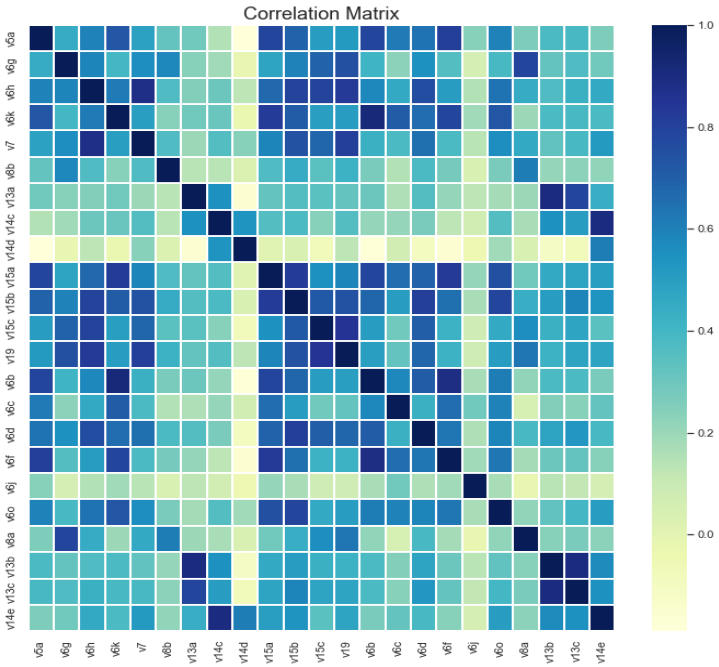 Correlation Matrix
v5a
v6g
v6h
v6k
v7
v8b
v13a
v14c
v14d
v15a
v15b
v15c
v19
v6b
v6c
v6d
v6f
v6j
v6o
v8a
v13b
v13c
v14e
v5a v6g v6h v6k v7 v8b v13a v14c v14d v15a v15b v15c v19 v6b v6c v6d v6f v6j v6o v8a v13b v13c v14e
1.0
0.8
0.6
0.4
0.2
0.0